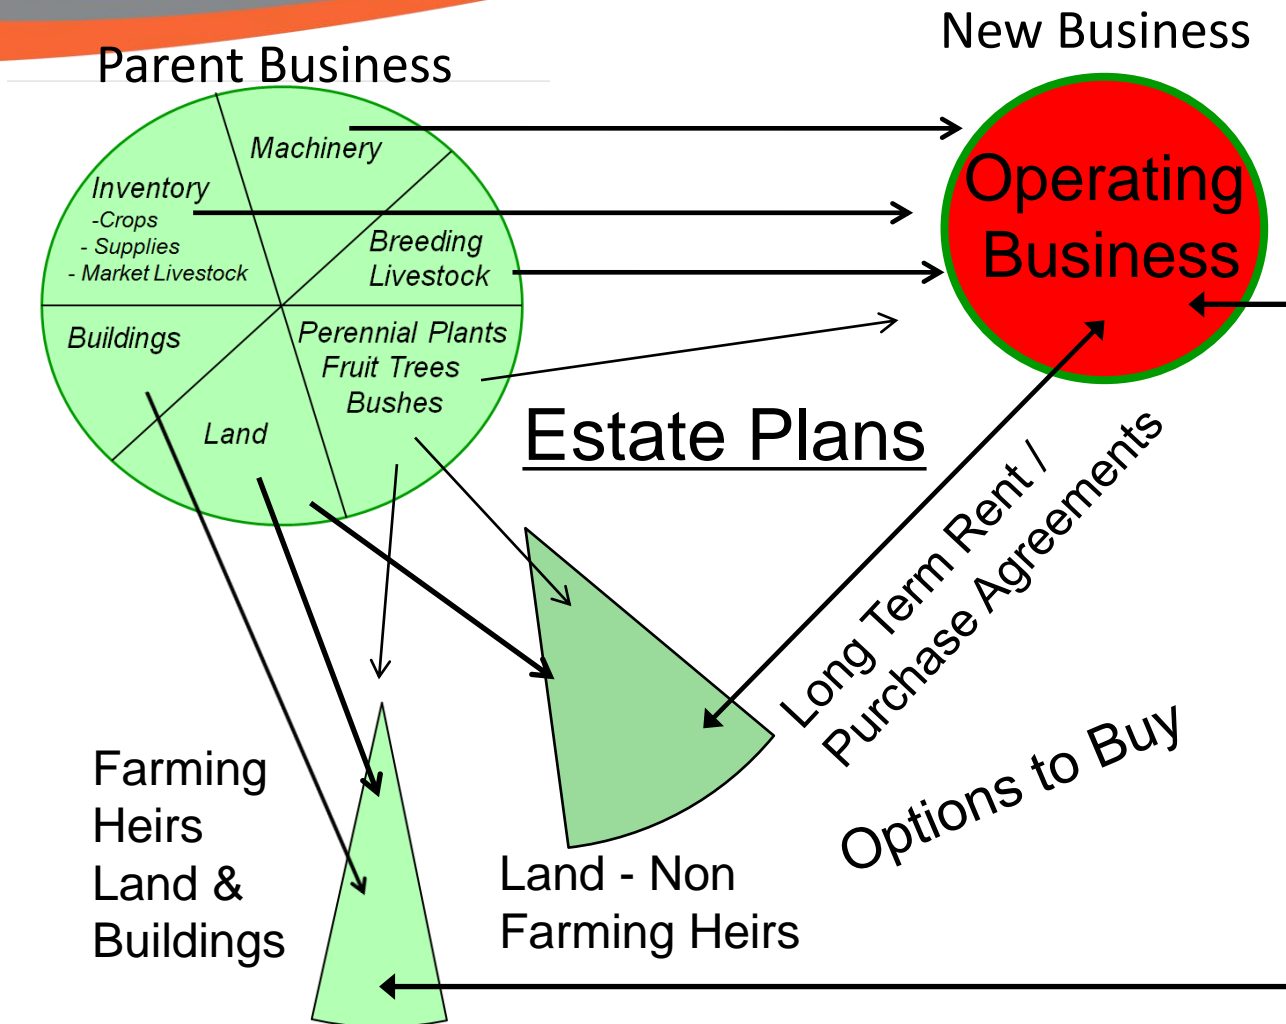 Parent Business
New Business
Machinery
Inventory
-Crops
- Supplies
- Market Livestock
Breeding
Livestock
Operating
Business
Buildings
Perennial Plants
Fruit Trees
Bushes
Land
Estate Plans
Long Term Rent /
Purchase Agreements
Options to Buy
Farming
Heirs
Land &
Buildings
Land - Non
Farming Heirs